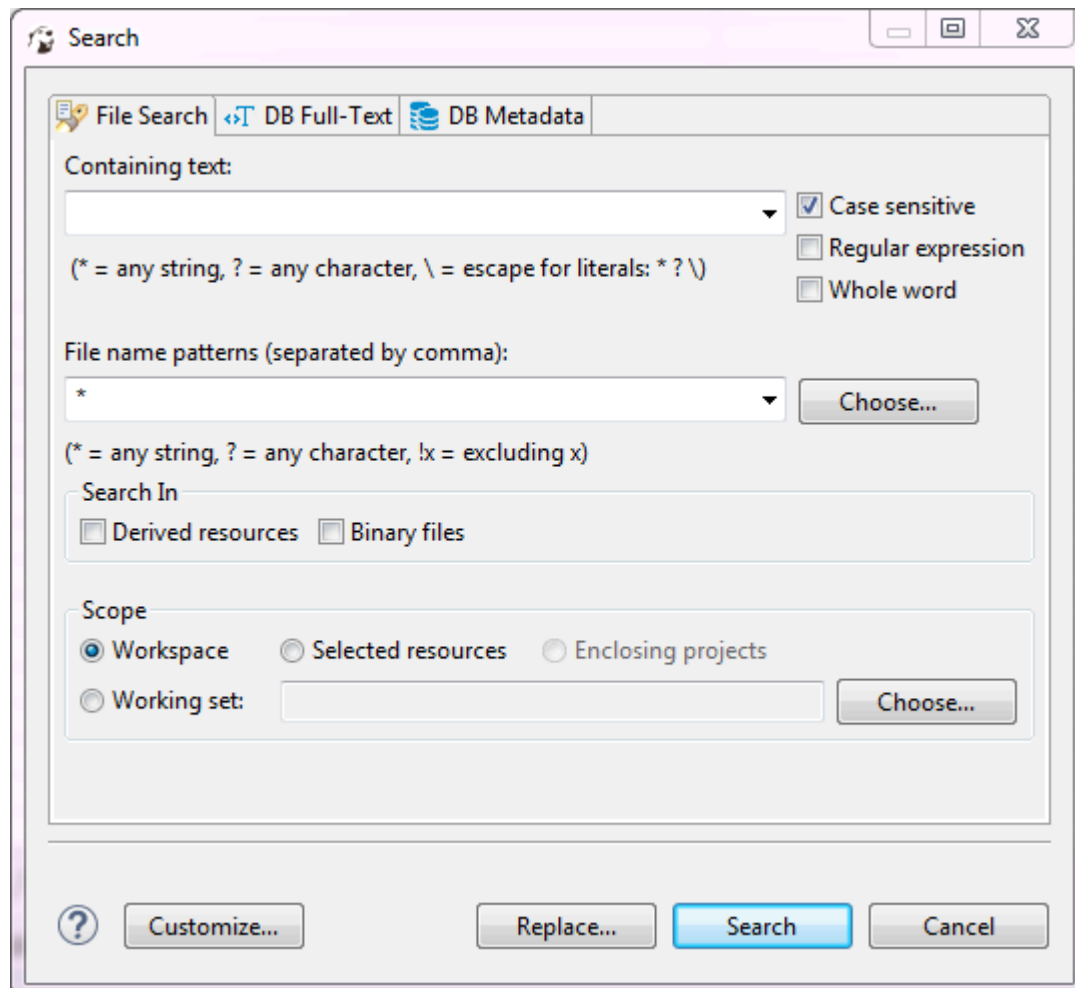 Search
File Search DB Full-Text DB Metadata
Containing text:
Case sensitive
Regular expression
(* = any string, ? = any character, \ = escape for literals: * ? \)
Whole word
File name patterns (separated by comma):
* Choose...
(* = any string, ? = any character, !x = excluding x)
Search In
Derived resources Binary files
Scope
Workspace Selected resources Enclosing projects
Working set: Choose...
? Customize... Replace... Search Cancel